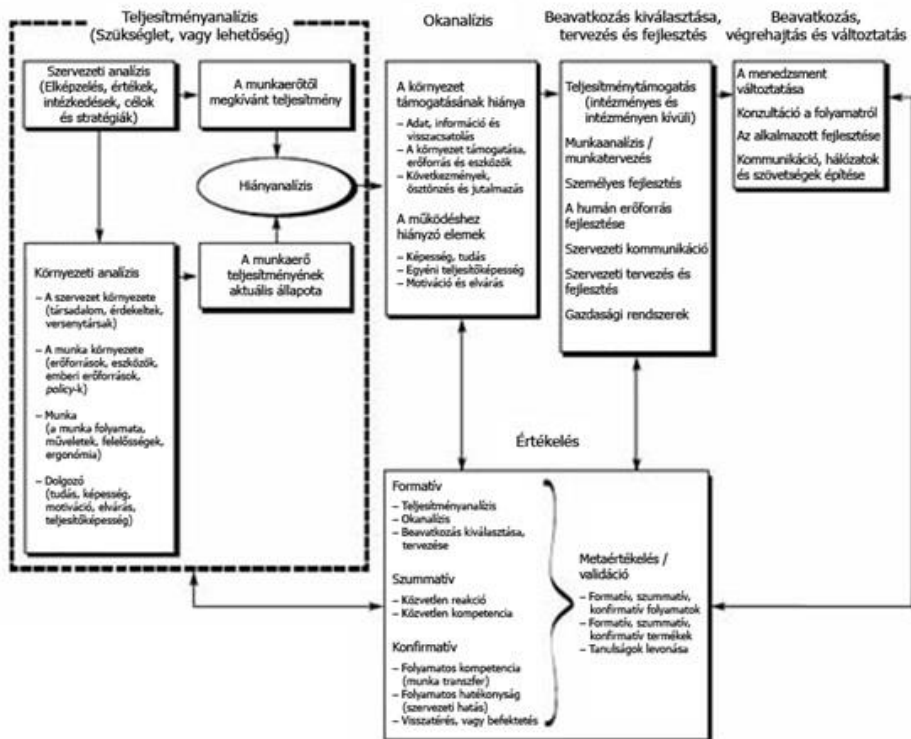 Teljesítményanalízis
(Szükséglet, vagy lehetőség)
Szervezeti analízis
(Elképzelés, értékek,
intézkedések, célok
és stratégiák)
A munkaerőtől
megkívánt teljesítmény
Hiányanalízis
A munkaerő
teljesítményének
aktuális állapota
Környezeti analízis
– A szervezet környezete
(társadalom, érdekeltek,
versenytársak)
– A munka környezete
(erőforrások, eszközök,
emberi erőforrások,
policy-k)
– Munka
(a munka folyamata,
műveletek, felelősségek,
ergonómia)
– Dolgozó
(tudás, képesség,
motiváció, elvárás,
teljesítőképesség)
Okanalízis
A környezet
támogatásának hiánya
– Adat, információ és
visszacsatolás
– A környezet támogatása,
erőforrás és eszközök
– Következmények,
ösztönzés és jutalmazás
A működéshez
hiányzó elemek
– Képesség, tudás
– Egyéni teljesítőképesség
– Motiváció és elvárás
Beavatkozás kiválasztása,
tervezés és fejlesztés
Teljesítménytámogatás
(intézményes és
intézményen kívüli)
Munkaanalízis /
munkatervezés
Személyes fejlesztés
A humán erőforrás
fejlesztése
Szervezeti kommunikáció
Szervezeti tervezés és
fejlesztés
Gazdasági rendszerek
Beavatkozás,
végrehajtás és változtatás
A menedzsment
változtatása
Konzultáció a folyamatról
Az alkalmazott fejlesztése
Kommunikáció, hálózatok
és szövetségek építése
Értékelés
Formatív
– Teljesítményanalízis
– Okanalízis
– Beavatkozás kiválasztása,
tervezése
Szummatív
– Közvetlen reakció
– Közvetlen kompetencia
Konfirmatív
– Folyamatos kompetencia
(munka transzfer)
– Folyamatos hatékonyság
(szervezeti hatás)
– Visszatérés, vagy befektetés
Metaértékelés /
validáció
– Formatív, szummatív,
konfirmatív folyamatok
– Formatív, szummatív,
konfirmatív termékek
– Tanulságok levonása